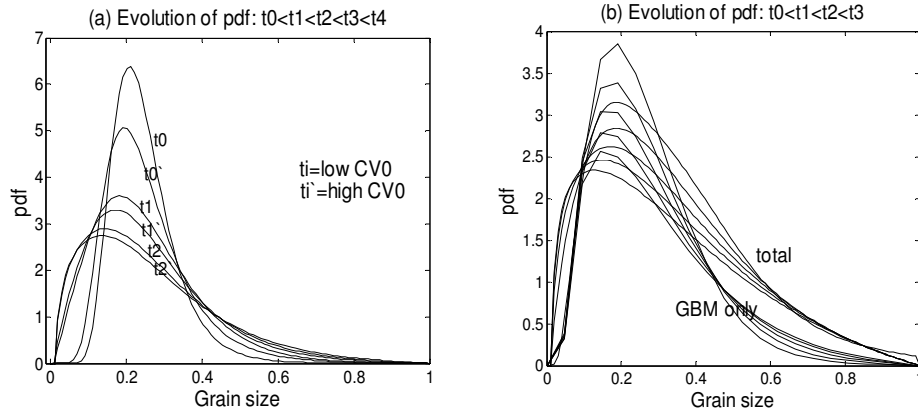 (a) Evolution of pdf: t0<t1<t2<t3<t4
7
6
5
4
3
2
1
0
pdf
t0
t0`
t1
t1`
t2
t2
ti=low CV0
ti`=high CV0
0
0.2
0.4
0.6
0.8
1
Grain size
(b) Evolution of pdf: t0<t1<t2<t3
4
3.5
3
2.5
2
1.5
1
0.5
0
pdf
total
GBM only
0
0.2
0.4
0.6
0.8
Grain size